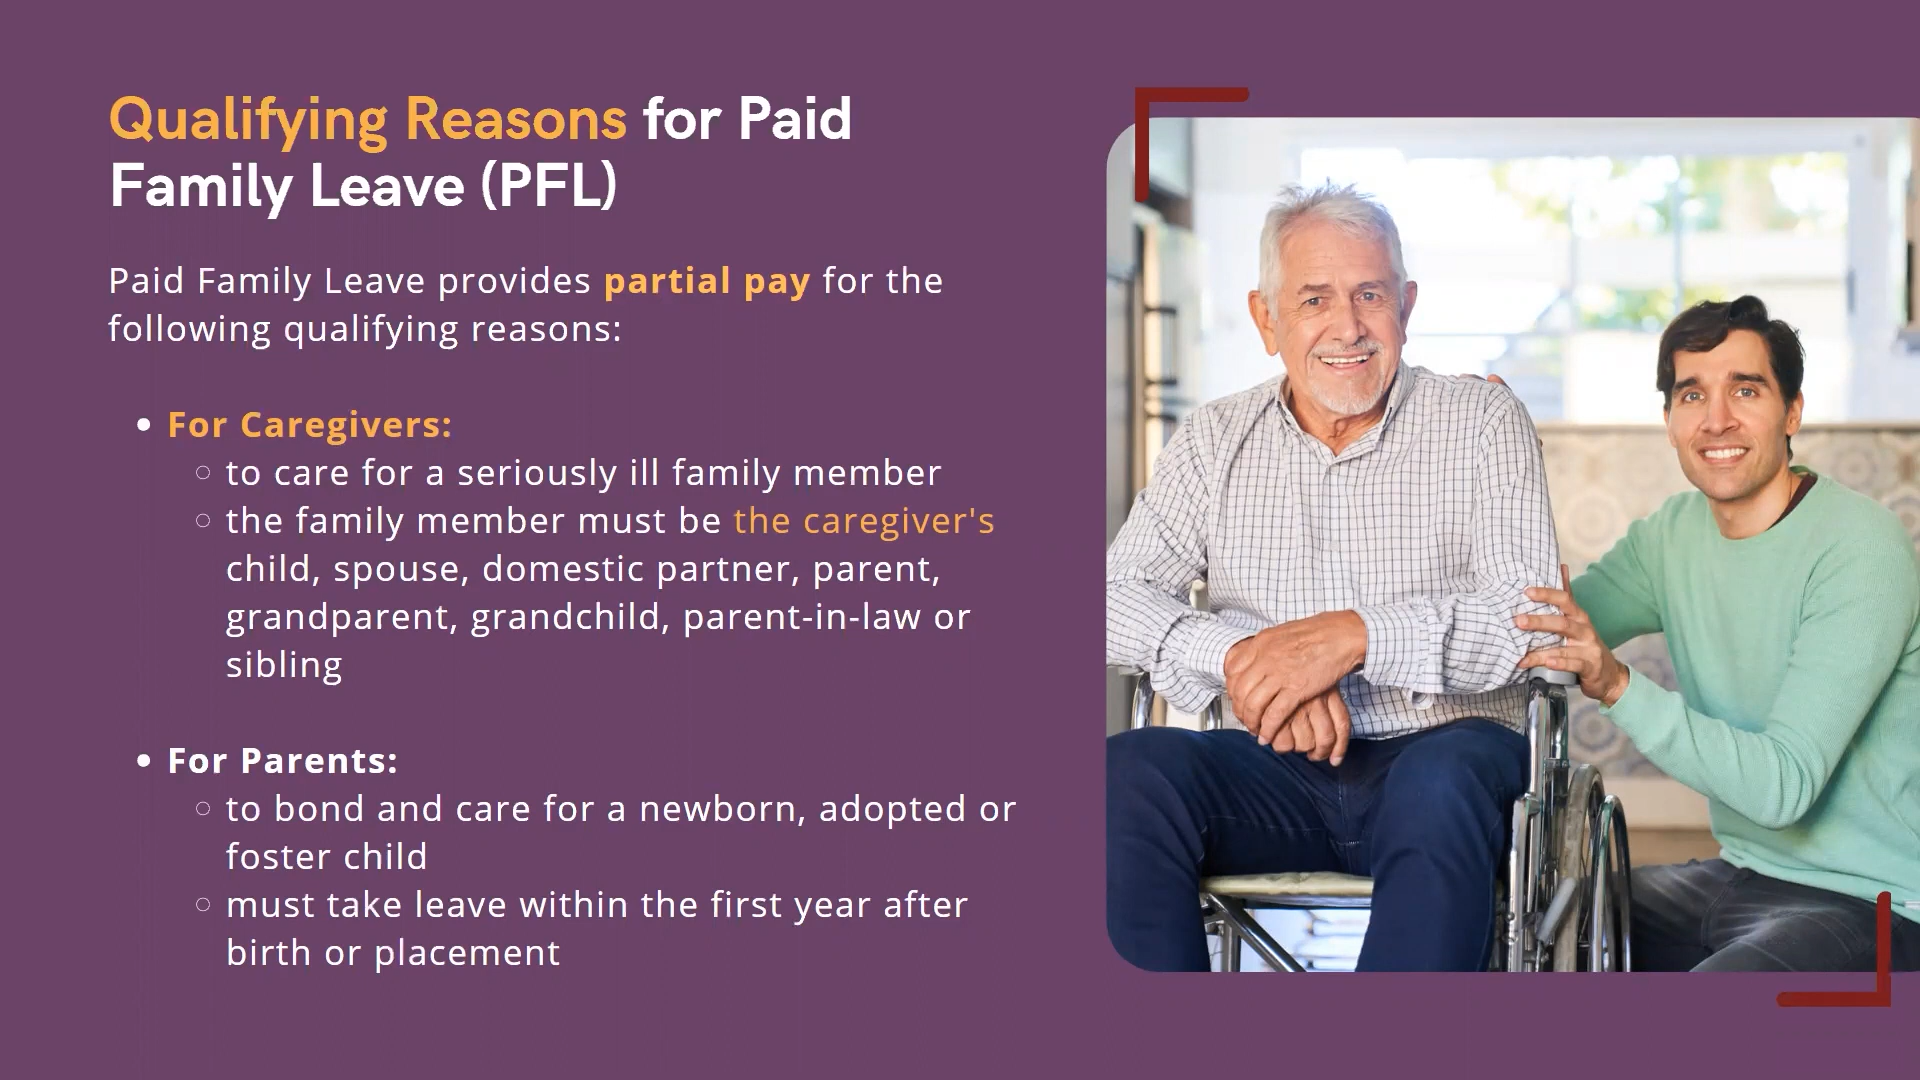 Qualifying Reasons for Paid
Family Leave (PFL)
Paid Family Leave provides partial pay for the
following qualifying reasons:
• For Caregivers:
○ to care for a seriously ill family member
○ the family member must be the caregiver's
child, spouse, domestic partner, parent,
grandparent, grandchild, parent-in-law or
sibling
• For Parents:
○ to bond and care for a newborn, adopted or
foster child
○ must take leave within the first year after
birth or placement